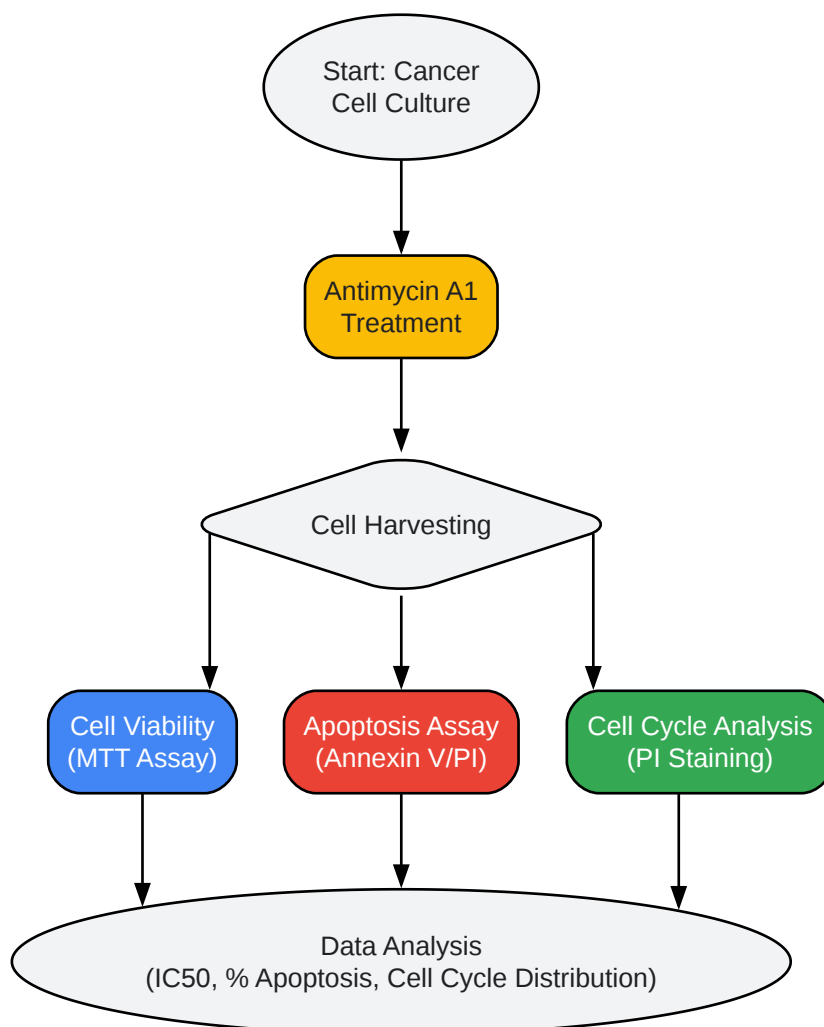 Start: Cancer
Cell Culture
Antimycin A1
Treatment
Cell Harvesting
Cell Viability
(MTT Assay)
Apoptosis Assay
(Annexin V/PI)
Cell Cycle Analysis
(PI Staining)
Data Analysis
(IC50, % Apoptosis, Cell Cycle Distribution)